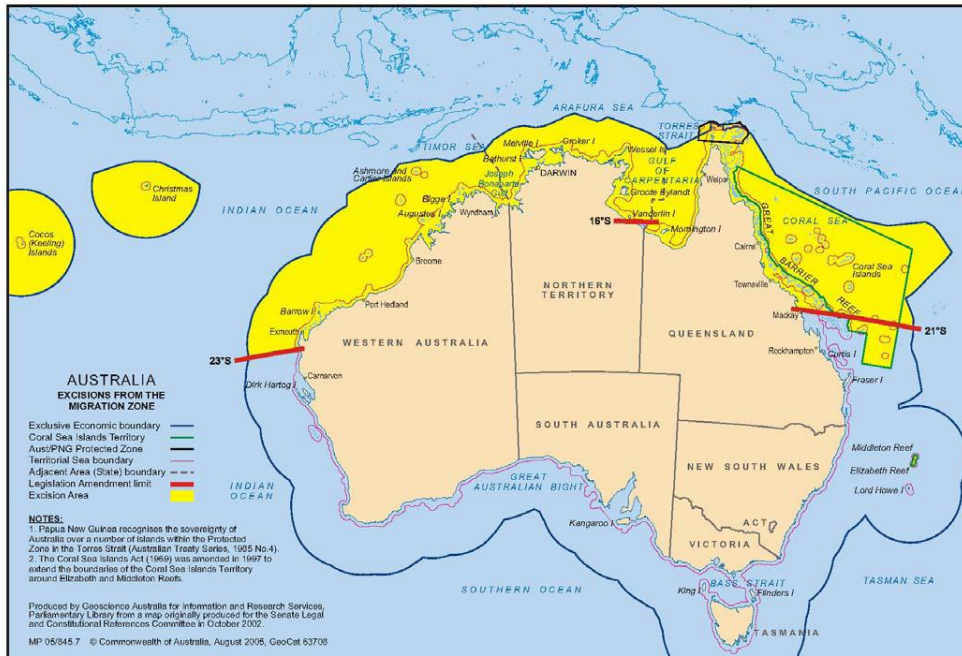 ARAFURA SEA
TORRES
STRAIT
TIMOR SEA
Melville I
Croker I
Wessel Is
Bathurst I
DARWIN
GULF
OF
CARPENTARIA
Weipa
SOUTH PACIFIC OCEAN
Ashmore and
Cartier Islands
Joseph
Bonaparte
Gulf
Groote Eylandt
Christmas
Island
INDIAN OCEAN
Bigge I
Augustus I
Wyndham
Vanderlin I
16°S
Mornington I
GREAT
BARRIER
REEF
CORAL SEA
Cocos
(Keeling)
Islands
Broome
Cairns
Coral Sea
Islands
Townsville
NORTHERN
TERRITORY
Barrow I
Port Hedland
Exmouth
Mackay
21°S
WESTERN AUSTRALIA
QUEENSLAND
23°S
Rockhampton
Curtis I
Carnarvon
Dirk Hartog I
Fraser I
AUSTRALIA
EXCISIONS FROM THE
MIGRATION ZONE
Exclusive Economic boundary
Coral Sea Islands Territory
Aust/PNG Protected Zone
Territorial Sea boundary
Adjacent Area (State) boundary
Legislation Amendment limit
Excision Area
SOUTH AUSTRALIA
Middleton Reef
Elizabeth Reef
Lord Howe I
NEW SOUTH WALES
INDIAN
OCEAN
GREAT
AUSTRALIAN BIGHT
Kangaroo I
ACT
VICTORIA
NOTES:
1. Papua New Guinea recognises the sovereignty of
Australia over a number of islands within the Protected
Zone in the Torres Strait (Australian Treaty Series, 1985 No.4).
2. The Coral Sea Islands Act (1969) was amended in 1997 to
extend the boundaries of the Coral Sea Islands Territory
around Elizabeth and Middleton Reefs.
SOUTHERN OCEAN
King I
BASS STRAIT
Flinders I
TASMAN SEA
TASMANIA
Produced by Geoscience Australia for Information and Research Services,
Parliamentary Library from a map originally produced for the Senate Legal
and Constitutional References Committee in October 2002.
MP 05/845.7 © Commonwealth of Australia, August 2005, GeoCat 63708